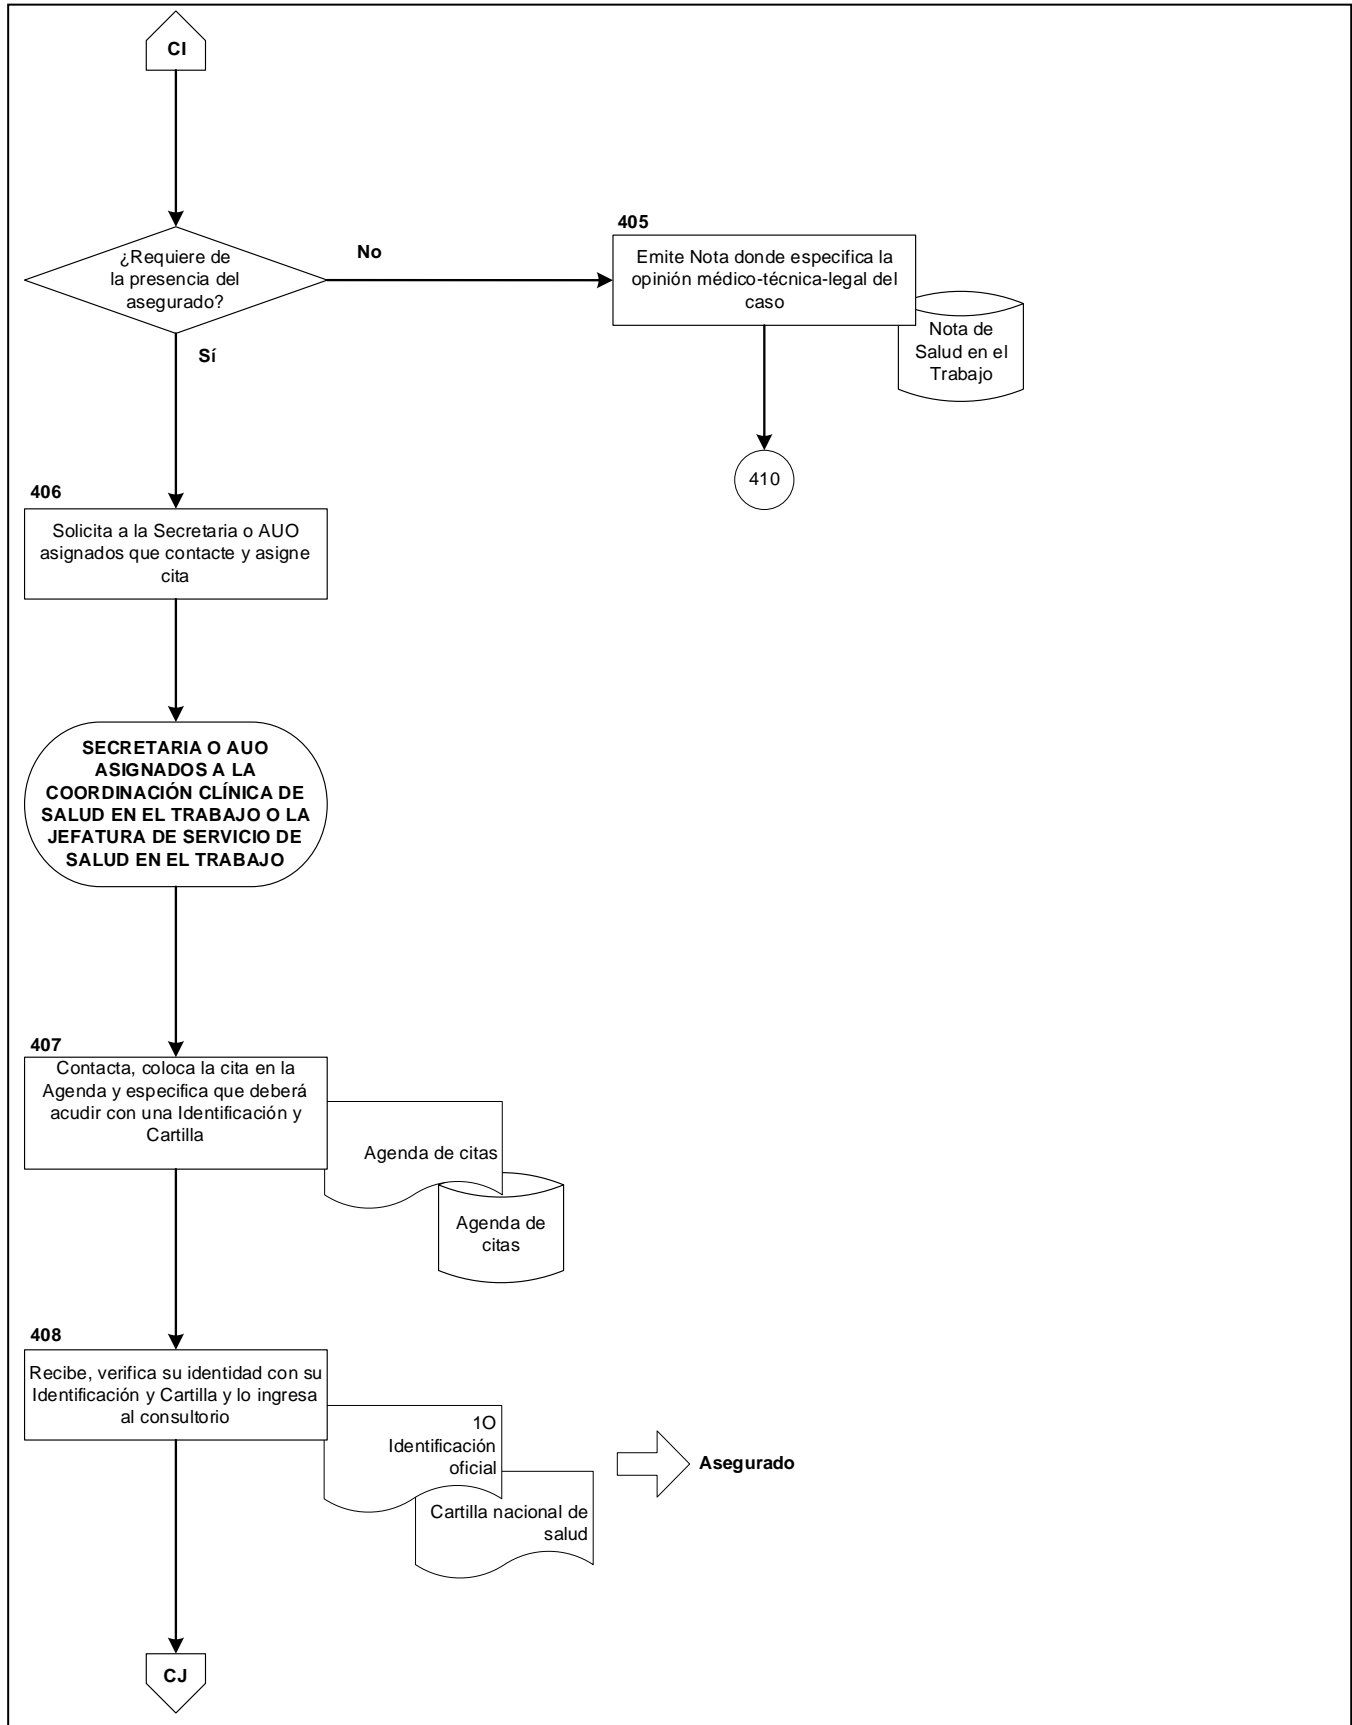 CI
¿Requiere de
la presencia del
asegurado?
No
Sí
405
Emite Nota donde especifica la
opinión médico-técnica-legal del
caso
Nota de
Salud en el
Trabajo
410
406
Solicita a la Secretaria o AUO
asignados que contacte y asigne
cita
SECRETARIA O AUO
ASIGNADOS A LA
COORDINACIÓN CLÍNICA DE
SALUD EN EL TRABAJO O LA
JEFATURA DE SERVICIO DE
SALUD EN EL TRABAJO
407
Contacta, coloca la cita en la
Agenda y especifica que deberá
acudir con una Identificación y
Cartilla
Agenda de citas
Agenda de
citas
408
Recibe, verifica su identidad con su
Identificación y Cartilla y lo ingresa
al consultorio
1O
Identificación
oficial
Cartilla nacional de
salud
Asegurado
CJ